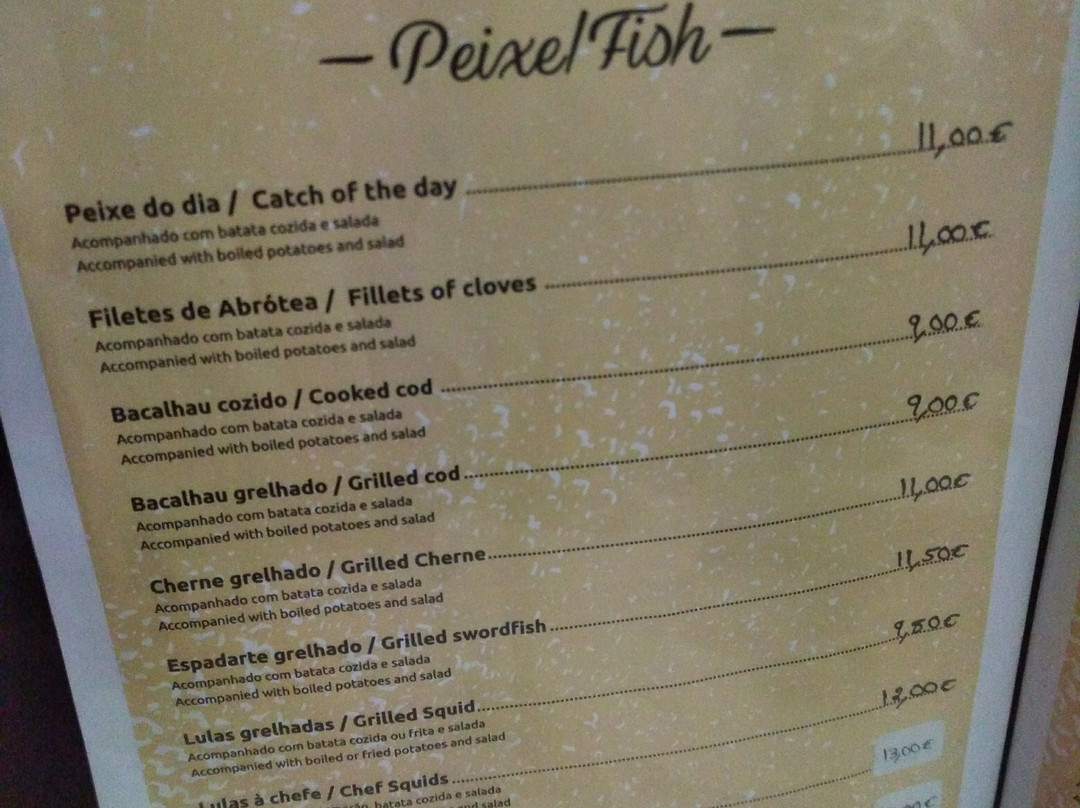 — Peixe/Fish —
Peixe do dia / Catch of the day 11,00€
Acompanhado com batata cozida e salada
Accompanied with boiled potatoes and salad
Filetes de Abrótea / Fillets of cloves 11,00€
Acompanhado com batata cozida e salada
Accompanied with boiled potatoes and salad
Bacalhau cozido / Cooked cod 9,00€
Acompanhado com batata cozida e salada
Accompanied with boiled potatoes and salad
Bacalhau grelhado / Grilled cod 9,00€
Acompanhado com batata cozida e salada
Accompanied with boiled potatoes and salad
Cherne grelhado / Grilled Cherne 11,00€
Acompanhado com batata cozida e salada
Accompanied with boiled potatoes and salad
Espadarte grelhado / Grilled swordfish 11,50€
Acompanhado com batata cozida e salada
Accompanied with boiled potatoes and salad
Lulas grelhadas / Grilled Squid 9,50€
Acompanhado com batata cozida ou frita e salada
Accompanied with boiled or fried potatoes and salad
Lulas à chefe / Chef Squids 12,00€
batata cozida e salada
and salad
13,00€